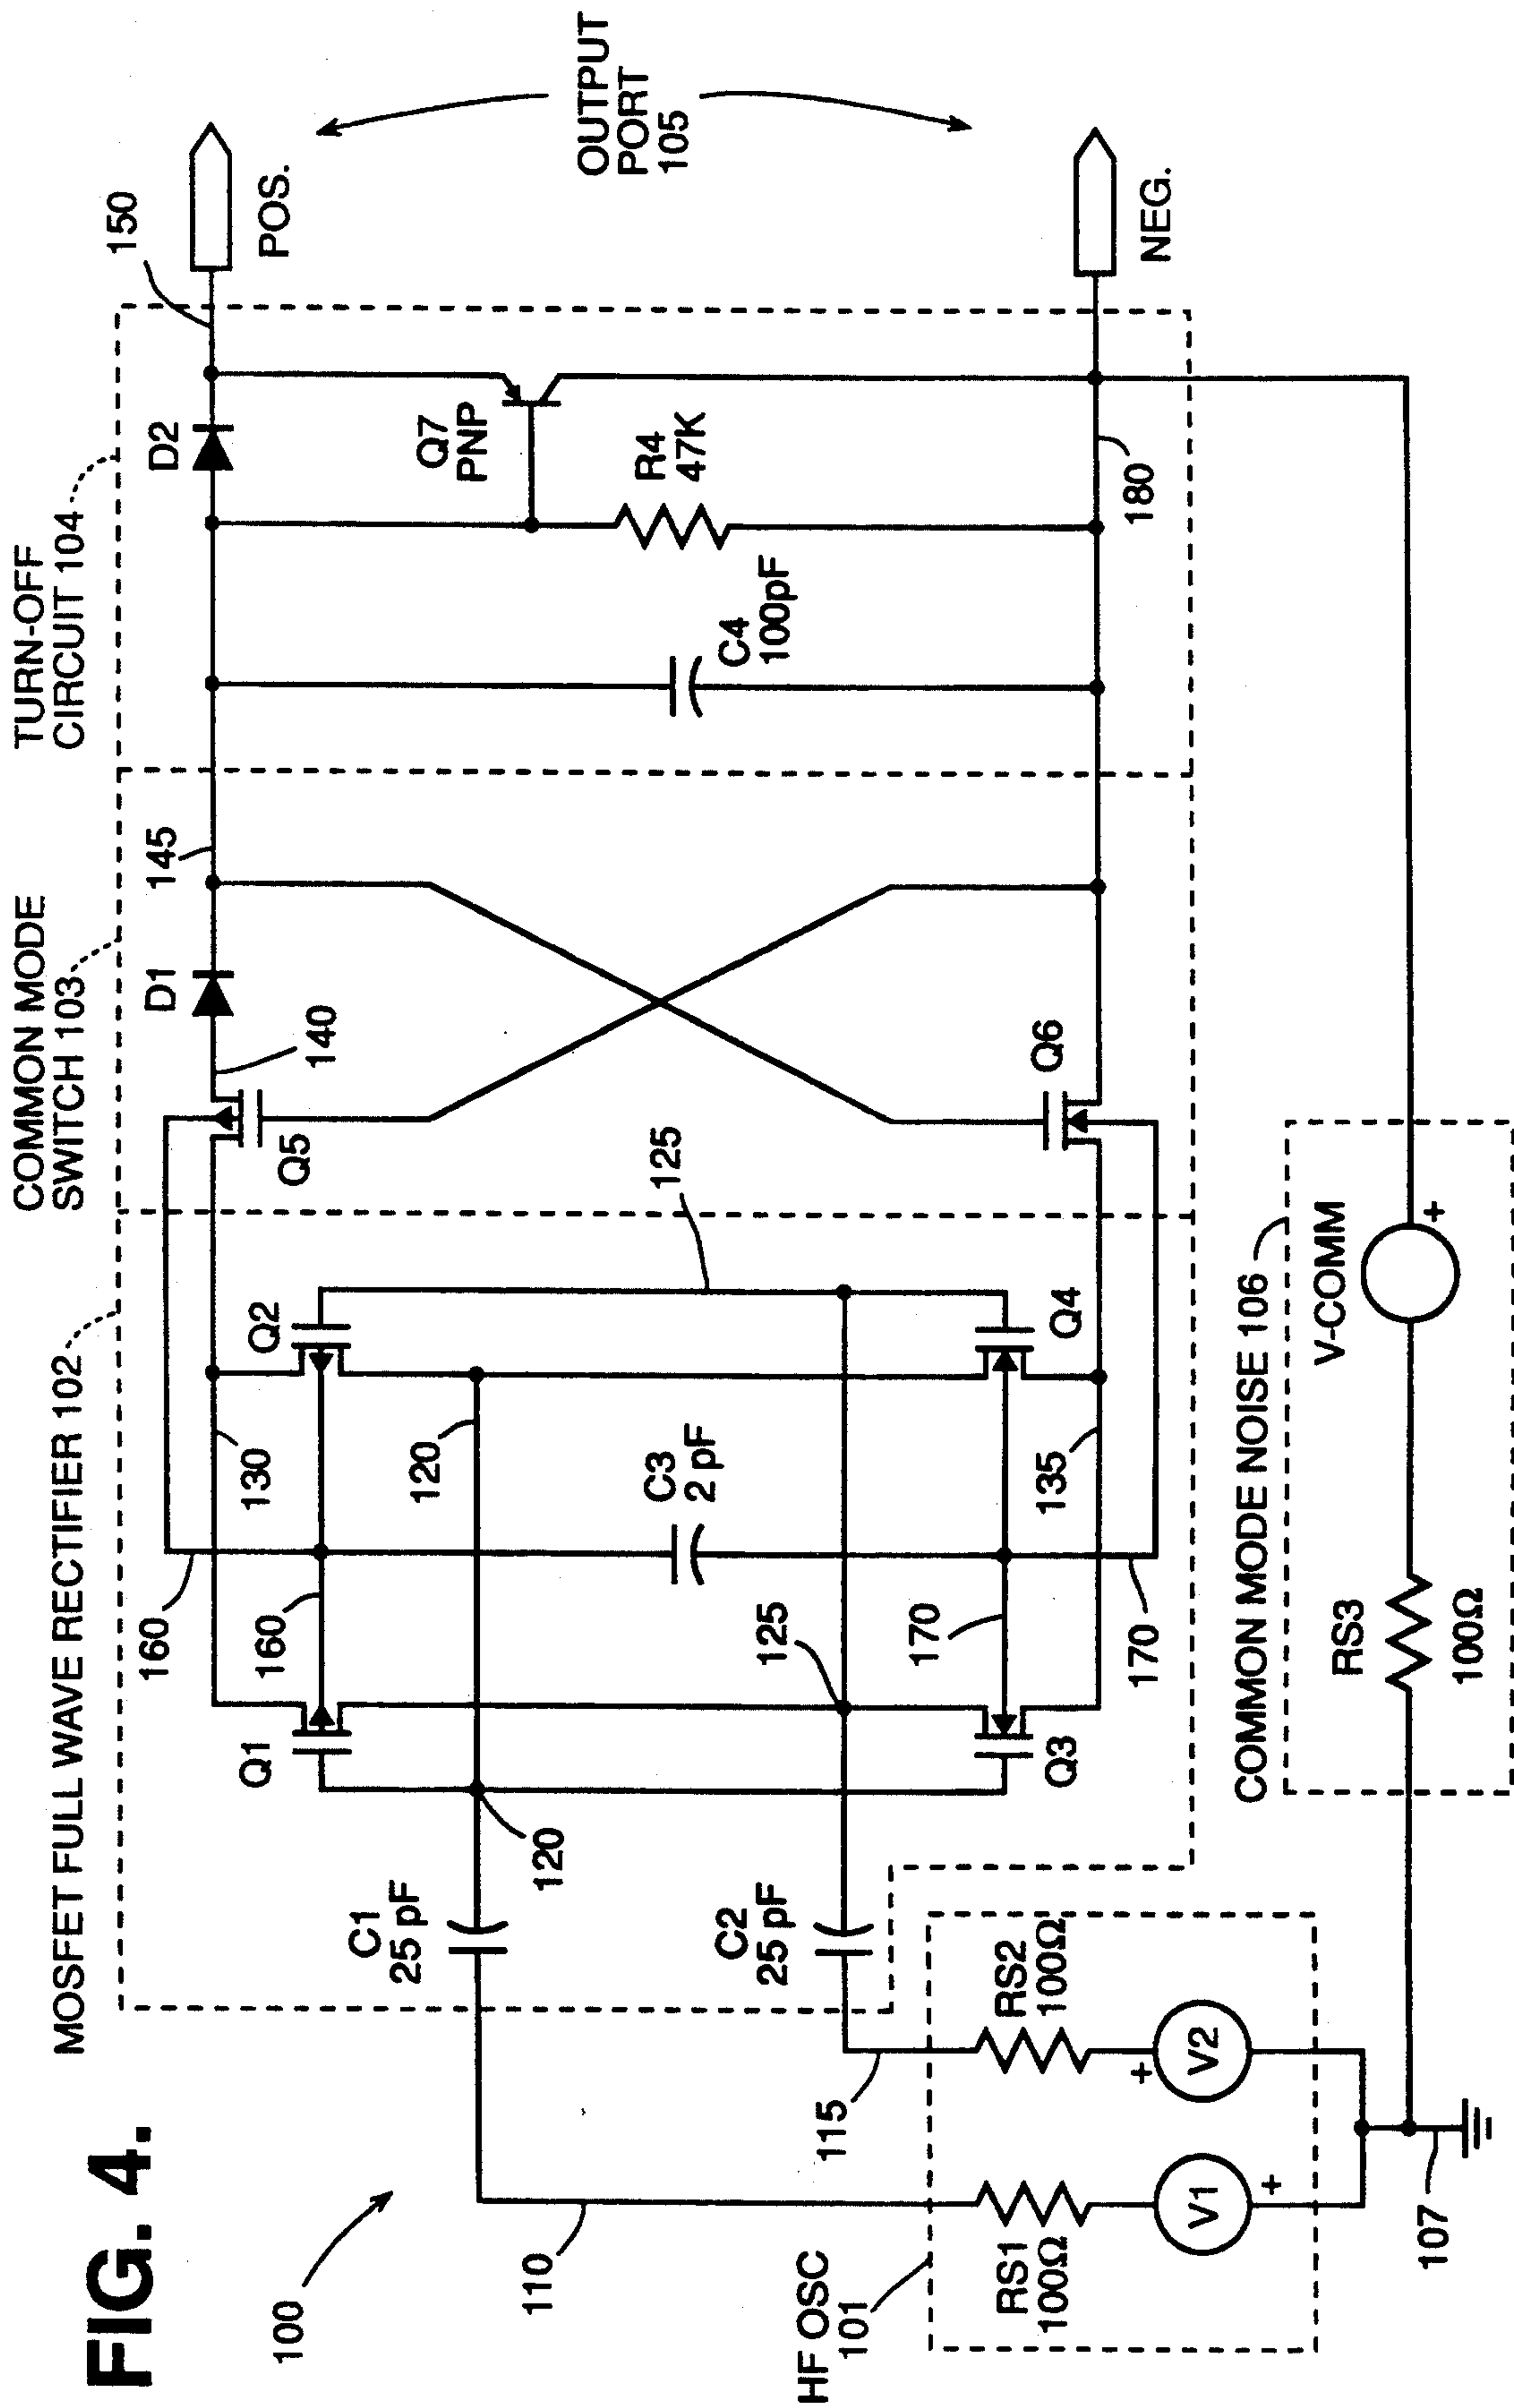 FIG. 4.
100
MOSFET FULL WAVE RECTIFIER 102
COMMON MODE
SWITCH 103
TURN-OFF
CIRCUIT 104
160
130
Q5
140
D1
145
D2
150
POS.
Q1
160
Q2
120
C3
2 pF
125
C4
100pF
Q7
PNP
R4
47K
OUTPUT
PORT
105
C1
25 pF
120
125
C2
25 pF
170
Q3
135
Q4
Q6
180
NEG.
170
110
115
HF OSC
101
RS1
100Ω
RS2
100Ω
V1
+
V2
+
107
COMMON MODE NOISE 106
RS3
100Ω
V-COMM
+